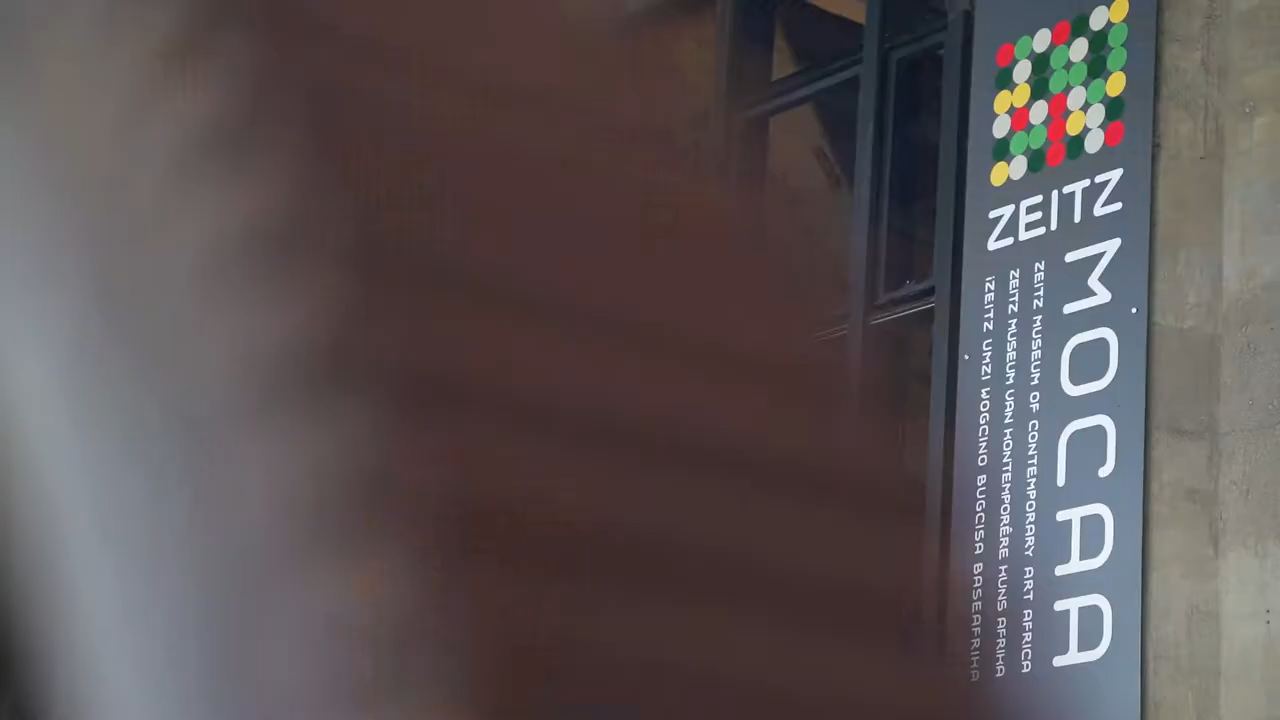 ZEITZ
MOCAA
ZEITZ MUSEUM OF CONTEMPORARY ART AFRICA
ZEITZ MUSEUM VAN KONTEMPORÊRE KUNS AFRIKA
iZEITZ UMZI WOGCINO BUGCISA BASEAFRIKA